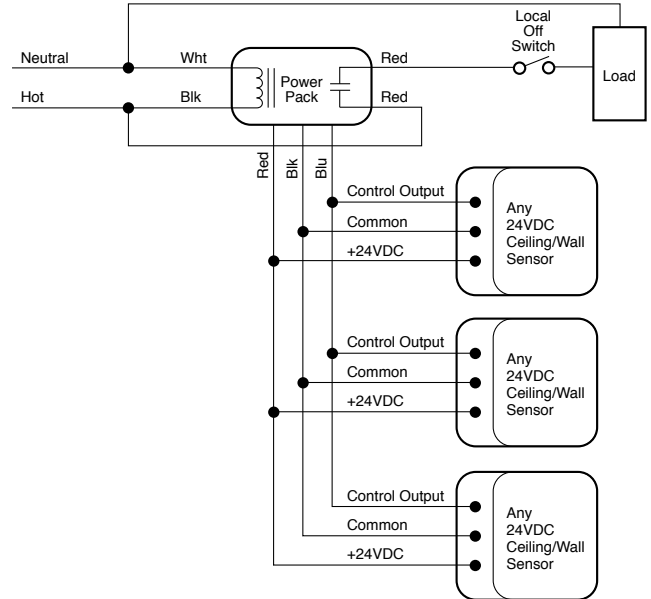 Local
Off
Switch
Neutral
Wht
Red
Power
Pack
Load
Hot
Blk
Red
Red
Blk
Blu
Control Output
Common
+24VDC
Any
24VDC
Ceiling/Wall
Sensor
Control Output
Common
+24VDC
Any
24VDC
Ceiling/Wall
Sensor
Control Output
Common
+24VDC
Any
24VDC
Ceiling/Wall
Sensor